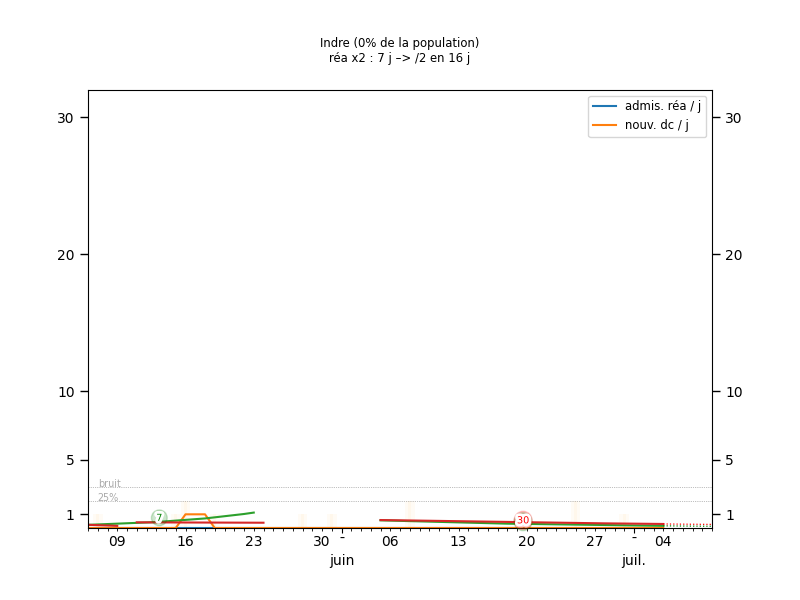 Indre (0% de la population)
réa x2 : 7 j –> /2 en 16 j
admis. réa / j
nouv. dc / j
30 30
20 20
10 10
5 5
bruit
25%
1 7 30 1
09 16 23 30 - 06 13 20 27 - 04
juin juil.